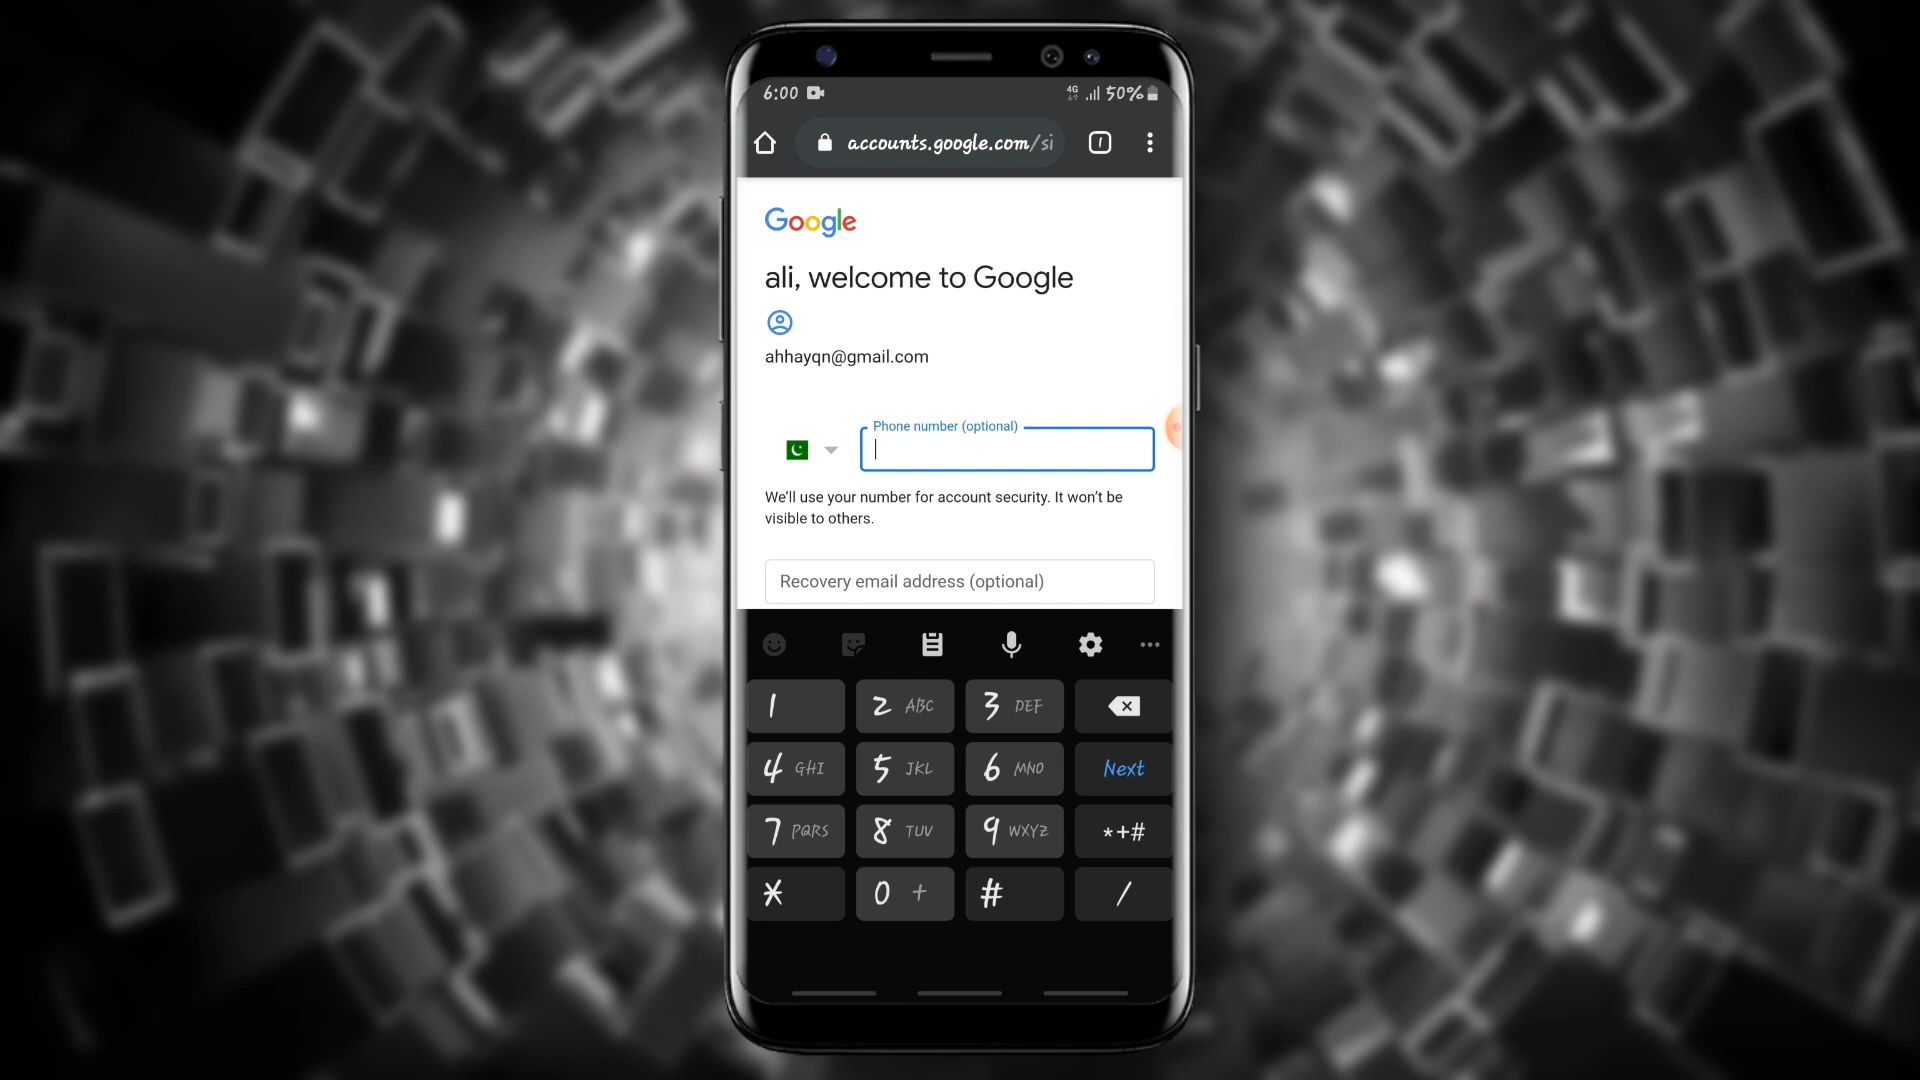 6:00 4G 50%
accounts.google.com/si 1
Google
ali, welcome to Google
ahhayqn@gmail.com
Phone number (optional)
We'll use your number for account security. It won't be
visible to others.
Recovery email address (optional)
1 2 ABC 3 DEF
4 GHI 5 JKL 6 MNO Next
7 PQRS 8 TUV 9 WXYZ *+#
* 0 + # /